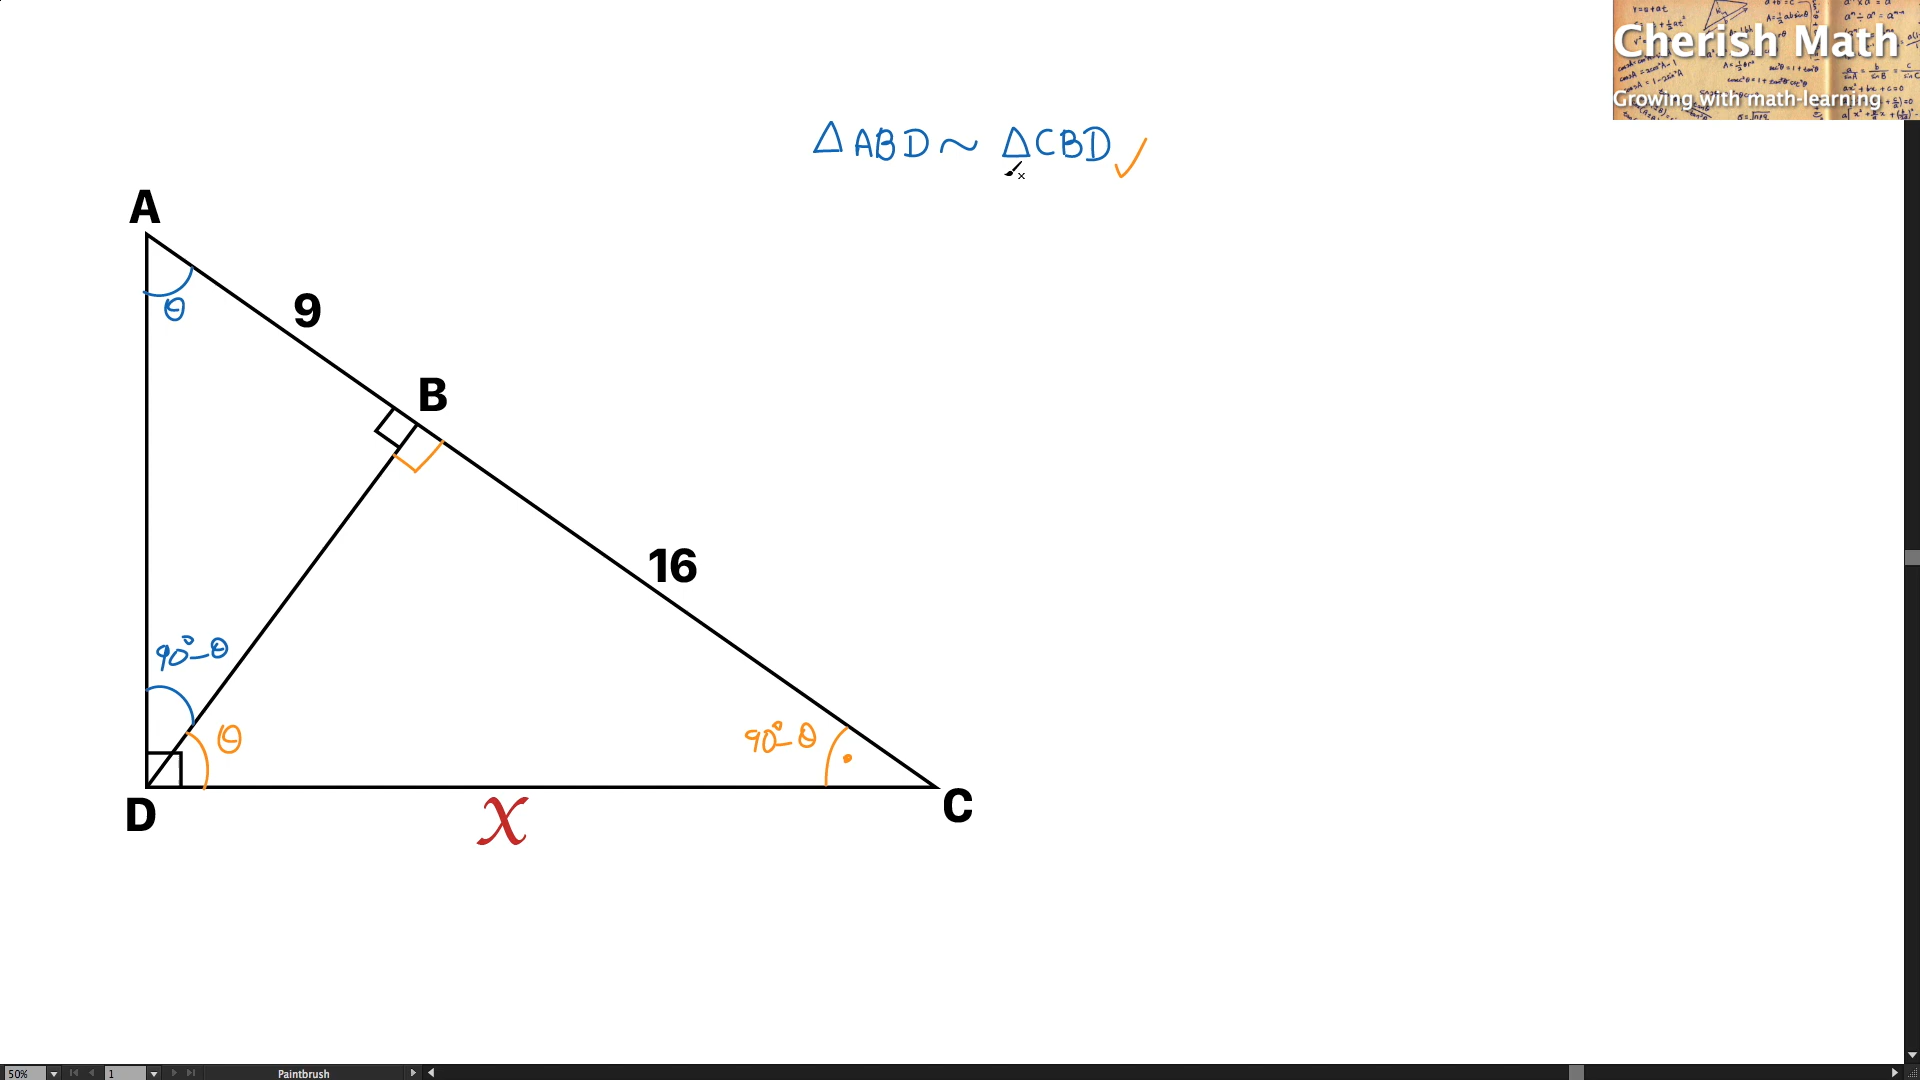 Cherish Math
Growing with math-learning
△ABD ~ △CBD ✓
A
θ
9
B
16
90°-θ
θ
90°-θ
D
x
C
50%
1
Paintbrush